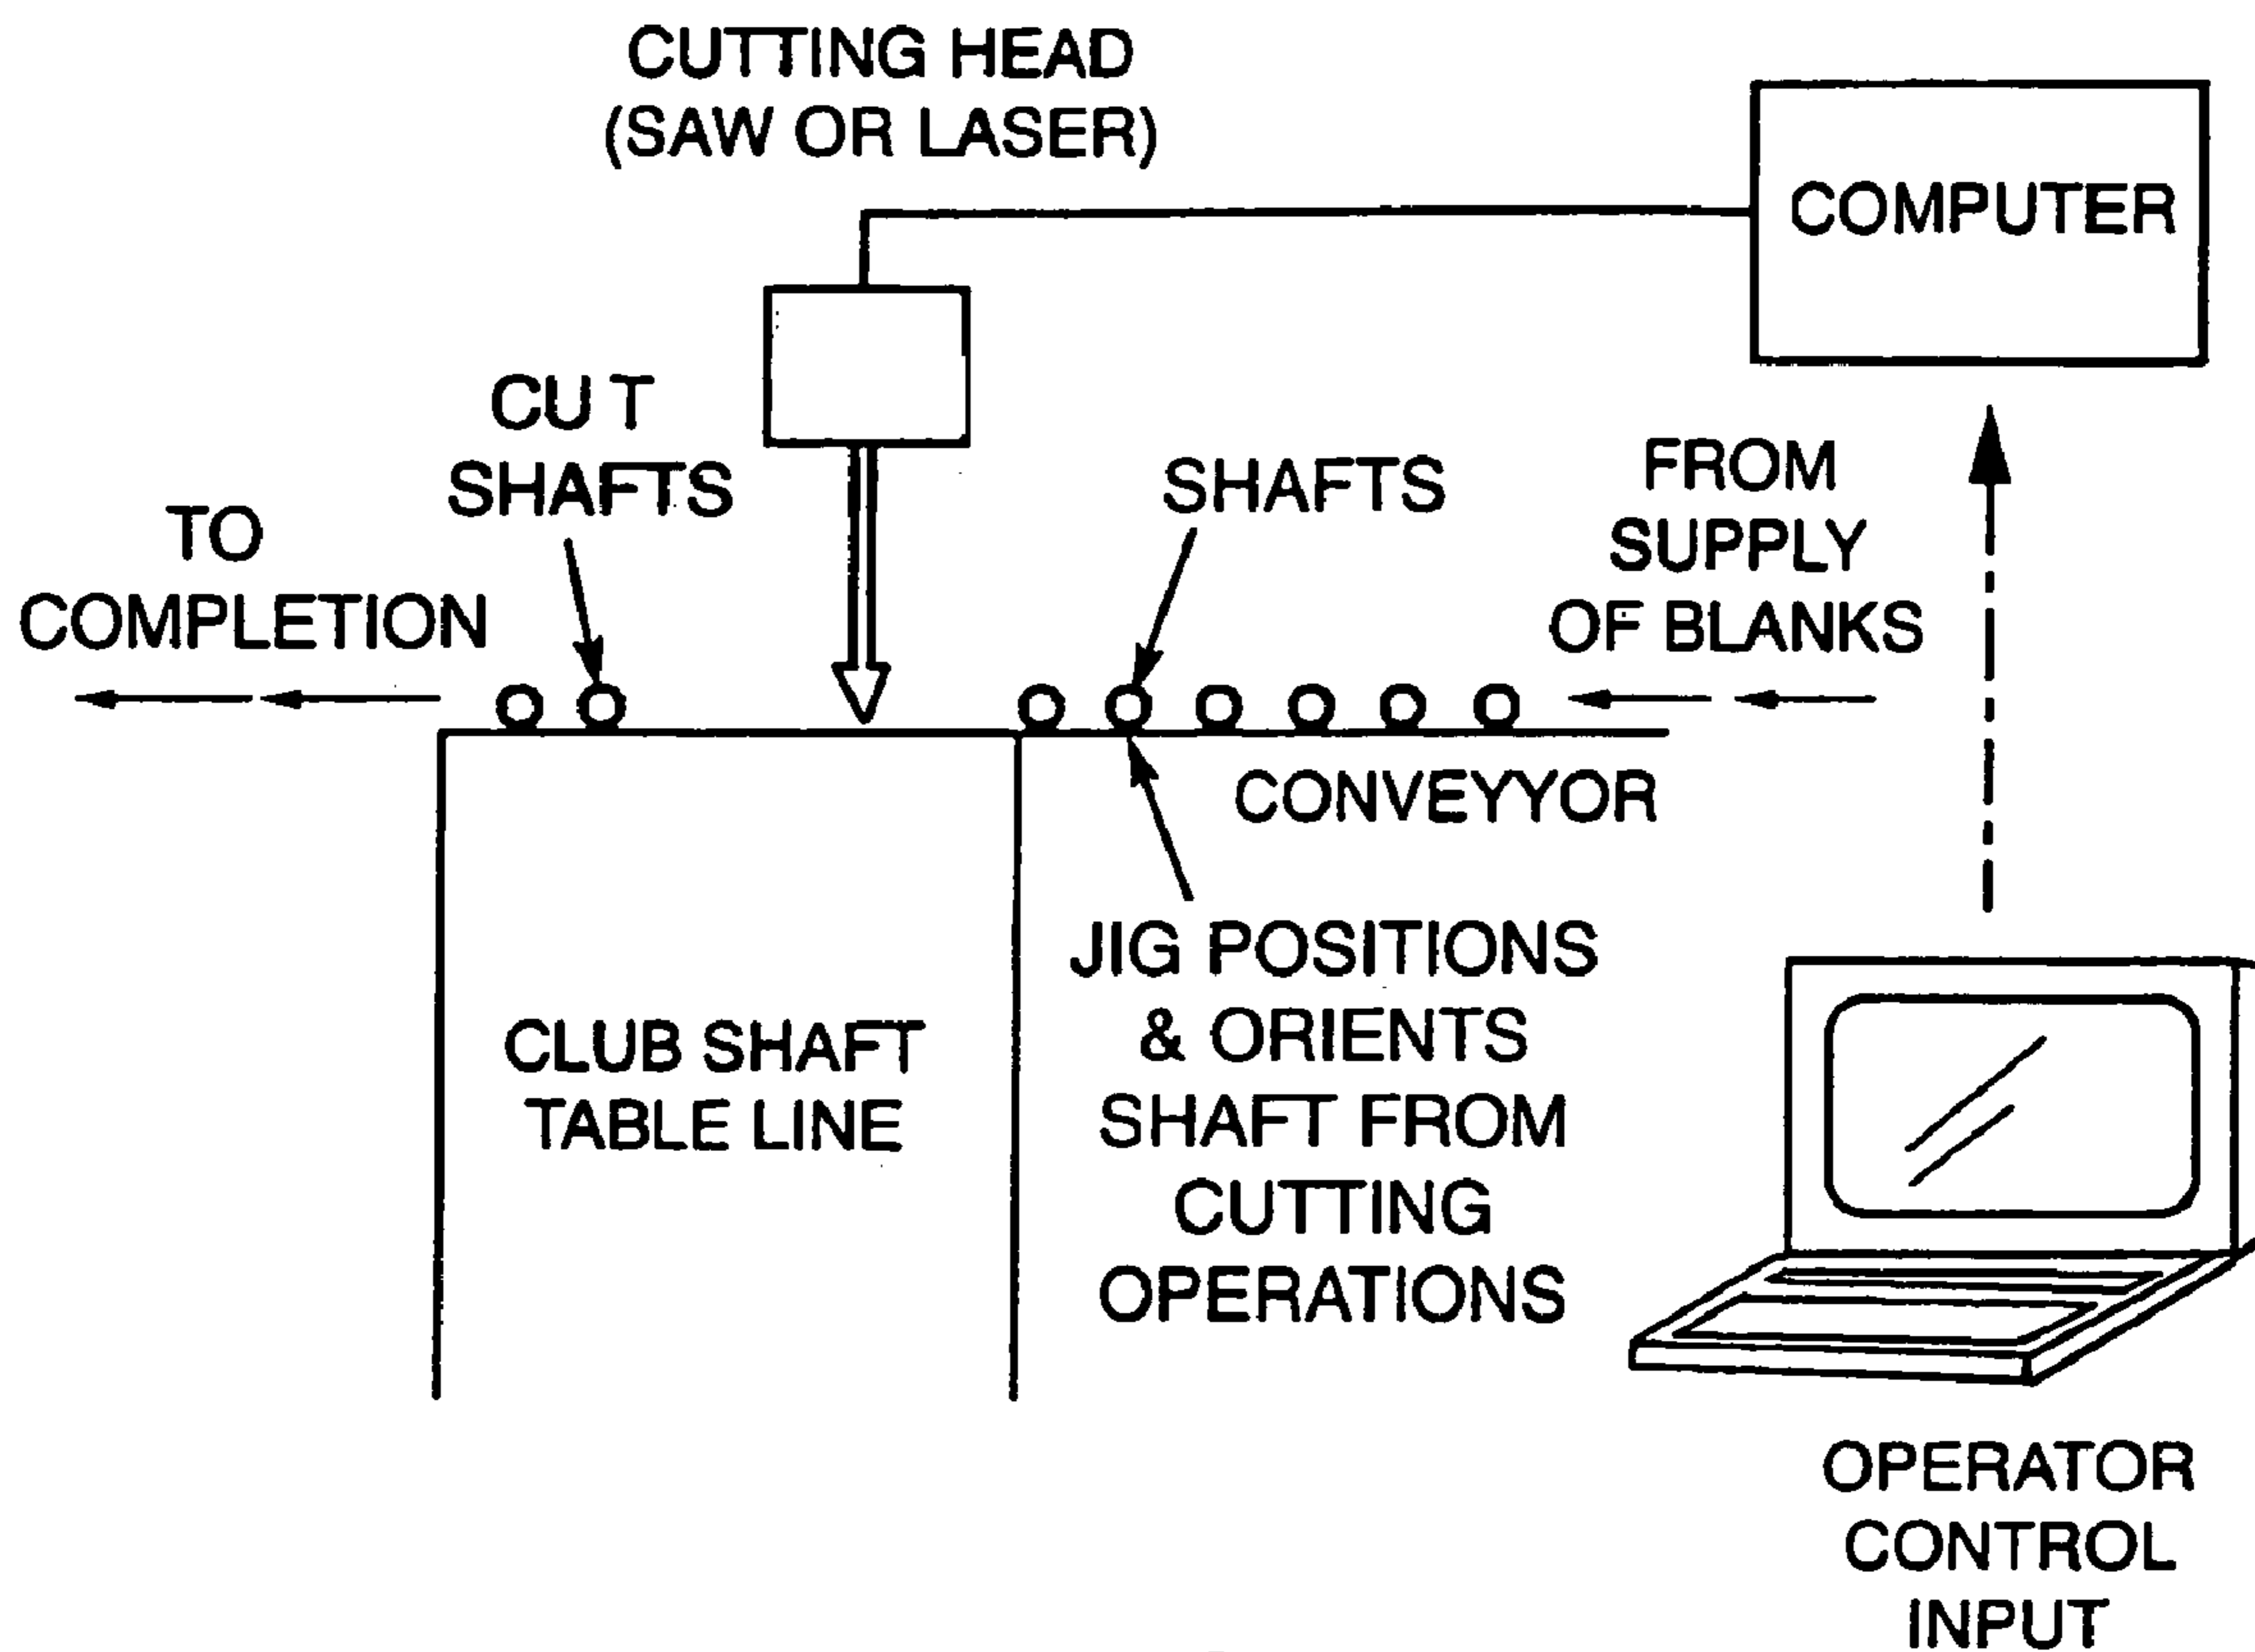 CUTTING HEAD
(SAW OR LASER)
COMPUTER
CUT
SHAFTS
SHAFTS
FROM
SUPPLY
OF BLANKS
TO
COMPLETION
CONVEYYOR
JIG POSITIONS
& ORIENTS
SHAFT FROM
CUTTING
OPERATIONS
CLUB SHAFT
TABLE LINE
OPERATOR
CONTROL
INPUT